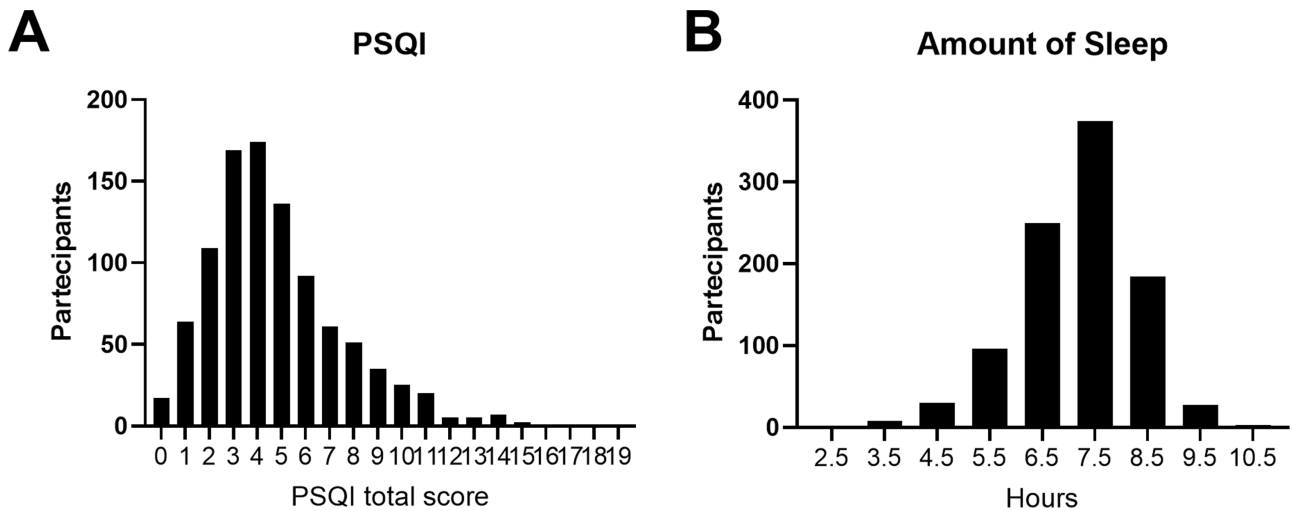 A
PSQI
200
150
100
50
0
Partecipants
0 1 2 3 4 5 6 7 8 9 10 11 12 13 14 15 16 17 18 19
PSQI total score
B
Amount of Sleep
400
300
200
100
0
Partecipants
2.5 3.5 4.5 5.5 6.5 7.5 8.5 9.5 10.5
Hours